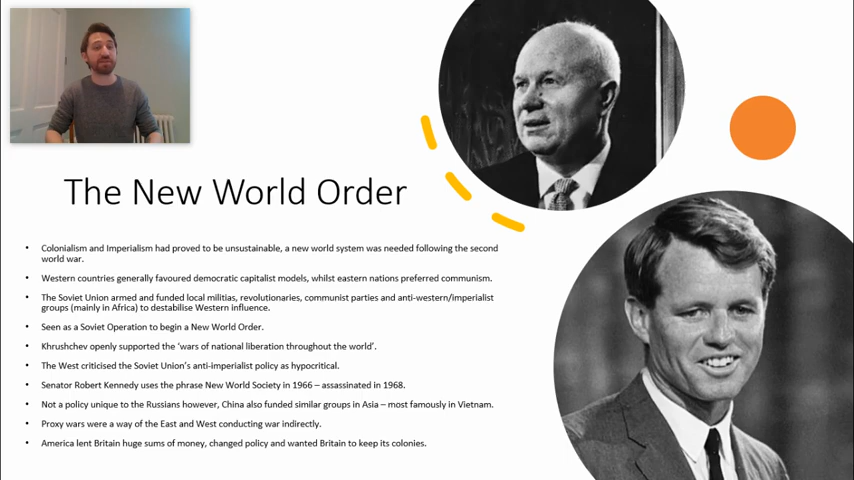 The New World Order
• Colonialism and Imperialism had proved to be unsustainable, a new world system was needed following the second
world war.
• Western countries generally favoured democratic capitalist models, whilst eastern nations preferred communism.
• The Soviet Union armed and funded local militias, revolutionaries, communist parties and anti-western/imperialist
groups (mainly in Africa) to destabilise Western influence.
• Seen as a Soviet Operation to begin a New World Order.
• Khrushchev openly supported the ‘wars of national liberation throughout the world’.
• The West criticised the Soviet Union’s anti-imperialist policy as hypocritical.
• Senator Robert Kennedy uses the phrase New World Society in 1966 – assassinated in 1968.
• Not a policy unique to the Russians however, China also funded similar groups in Asia – most famously in Vietnam.
• Proxy wars were a way of the East and West conducting war indirectly.
• America lent Britain huge sums of money, changed policy and wanted Britain to keep its colonies.